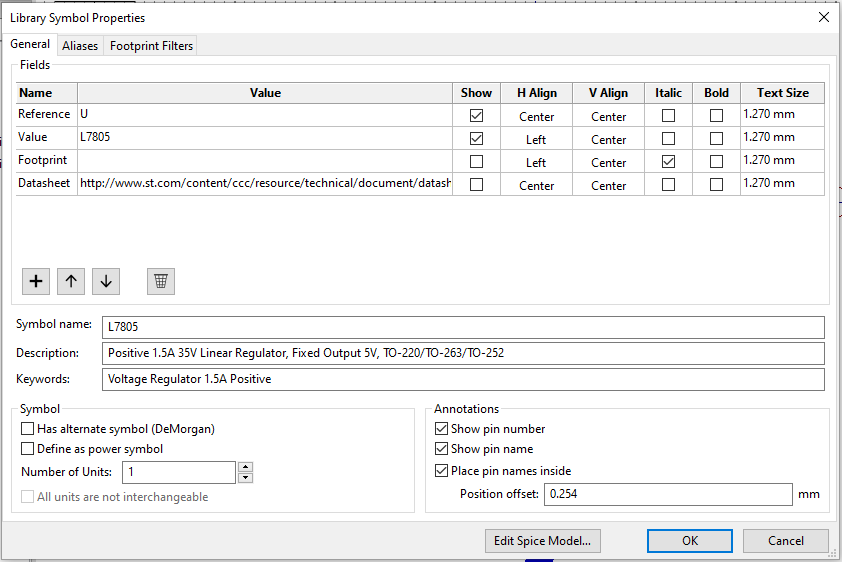 Library Symbol Properties
General Aliases Footprint Filters
Fields
Name Value Show H Align V Align Italic Bold Text Size
Reference U Center Center 1.270 mm
Value L7805 Left Center 1.270 mm
Footprint Left Center 1.270 mm
Datasheet http://www.st.com/content/ccc/resource/technical/document/datash Center Center 1.270 mm
Symbol name: L7805
Description: Positive 1.5A 35V Linear Regulator, Fixed Output 5V, TO-220/TO-263/TO-252
Keywords: Voltage Regulator 1.5A Positive
Symbol
Has alternate symbol (DeMorgan)
Define as power symbol
Number of Units: 1
All units are not interchangeable
Annotations
Show pin number
Show pin name
Place pin names inside
Position offset: 0.254 mm
Edit Spice Model... OK Cancel